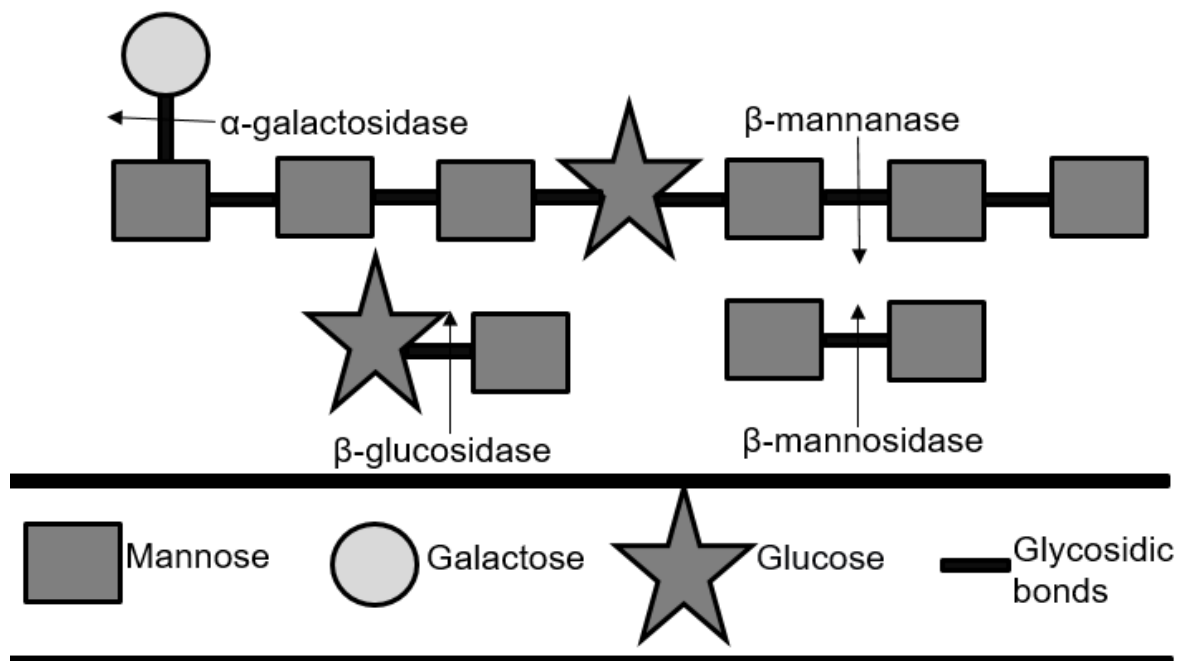 α-galactosidase
β-mannanase
β-glucosidase
β-mannosidase
Mannose
Galactose
Glucose
Glycosidic
bonds